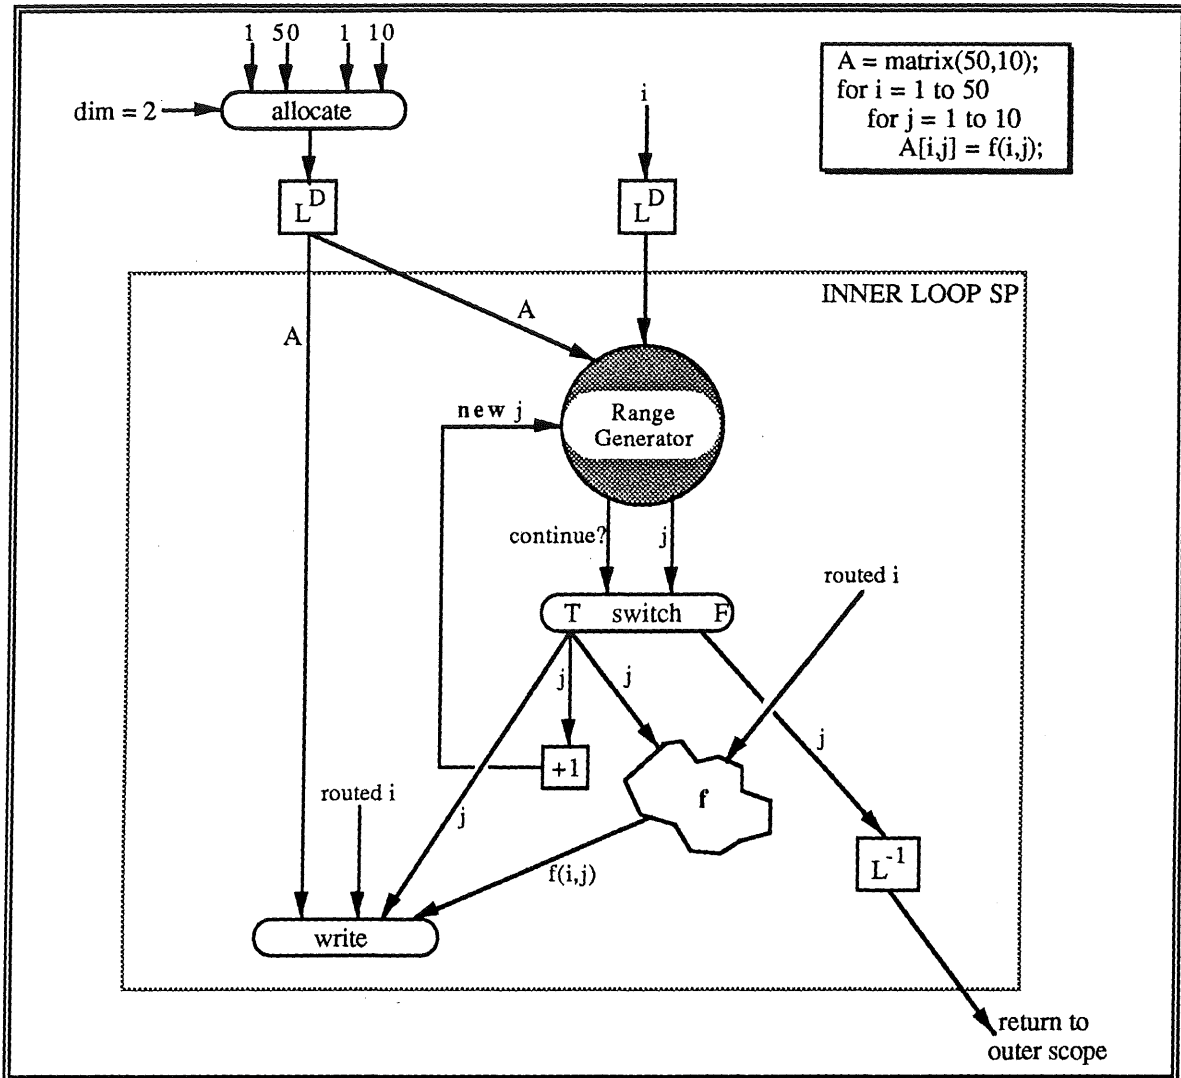 1 50 1 10
dim = 2
allocate
A = matrix(50,10);
for i = 1 to 50
for j = 1 to 10
A[i,j] = f(i,j);
i
L^D
L^D
INNER LOOP SP
A
A
new j
Range
Generator
continue?
j
routed i
T switch F
j
j
j
+1
routed i
j
f
f(i,j)
L^-1
write
return to
outer scope